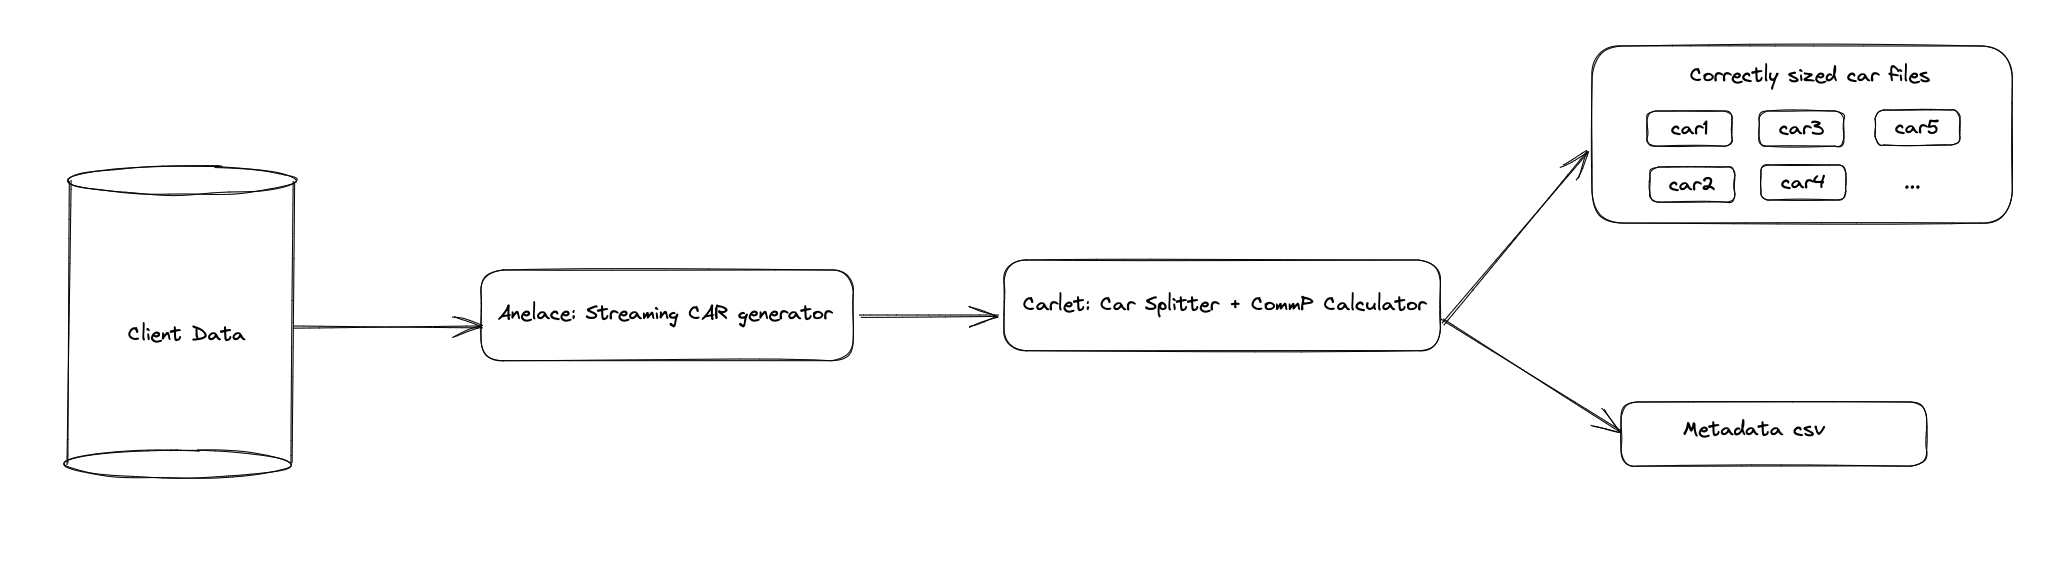 Client Data
Anelace: Streaming CAR generator
Carlet: Car Splitter + CommP Calculator
Correctly sized car files
car1 car3 car5
car2 car4 ...
Metadata csv